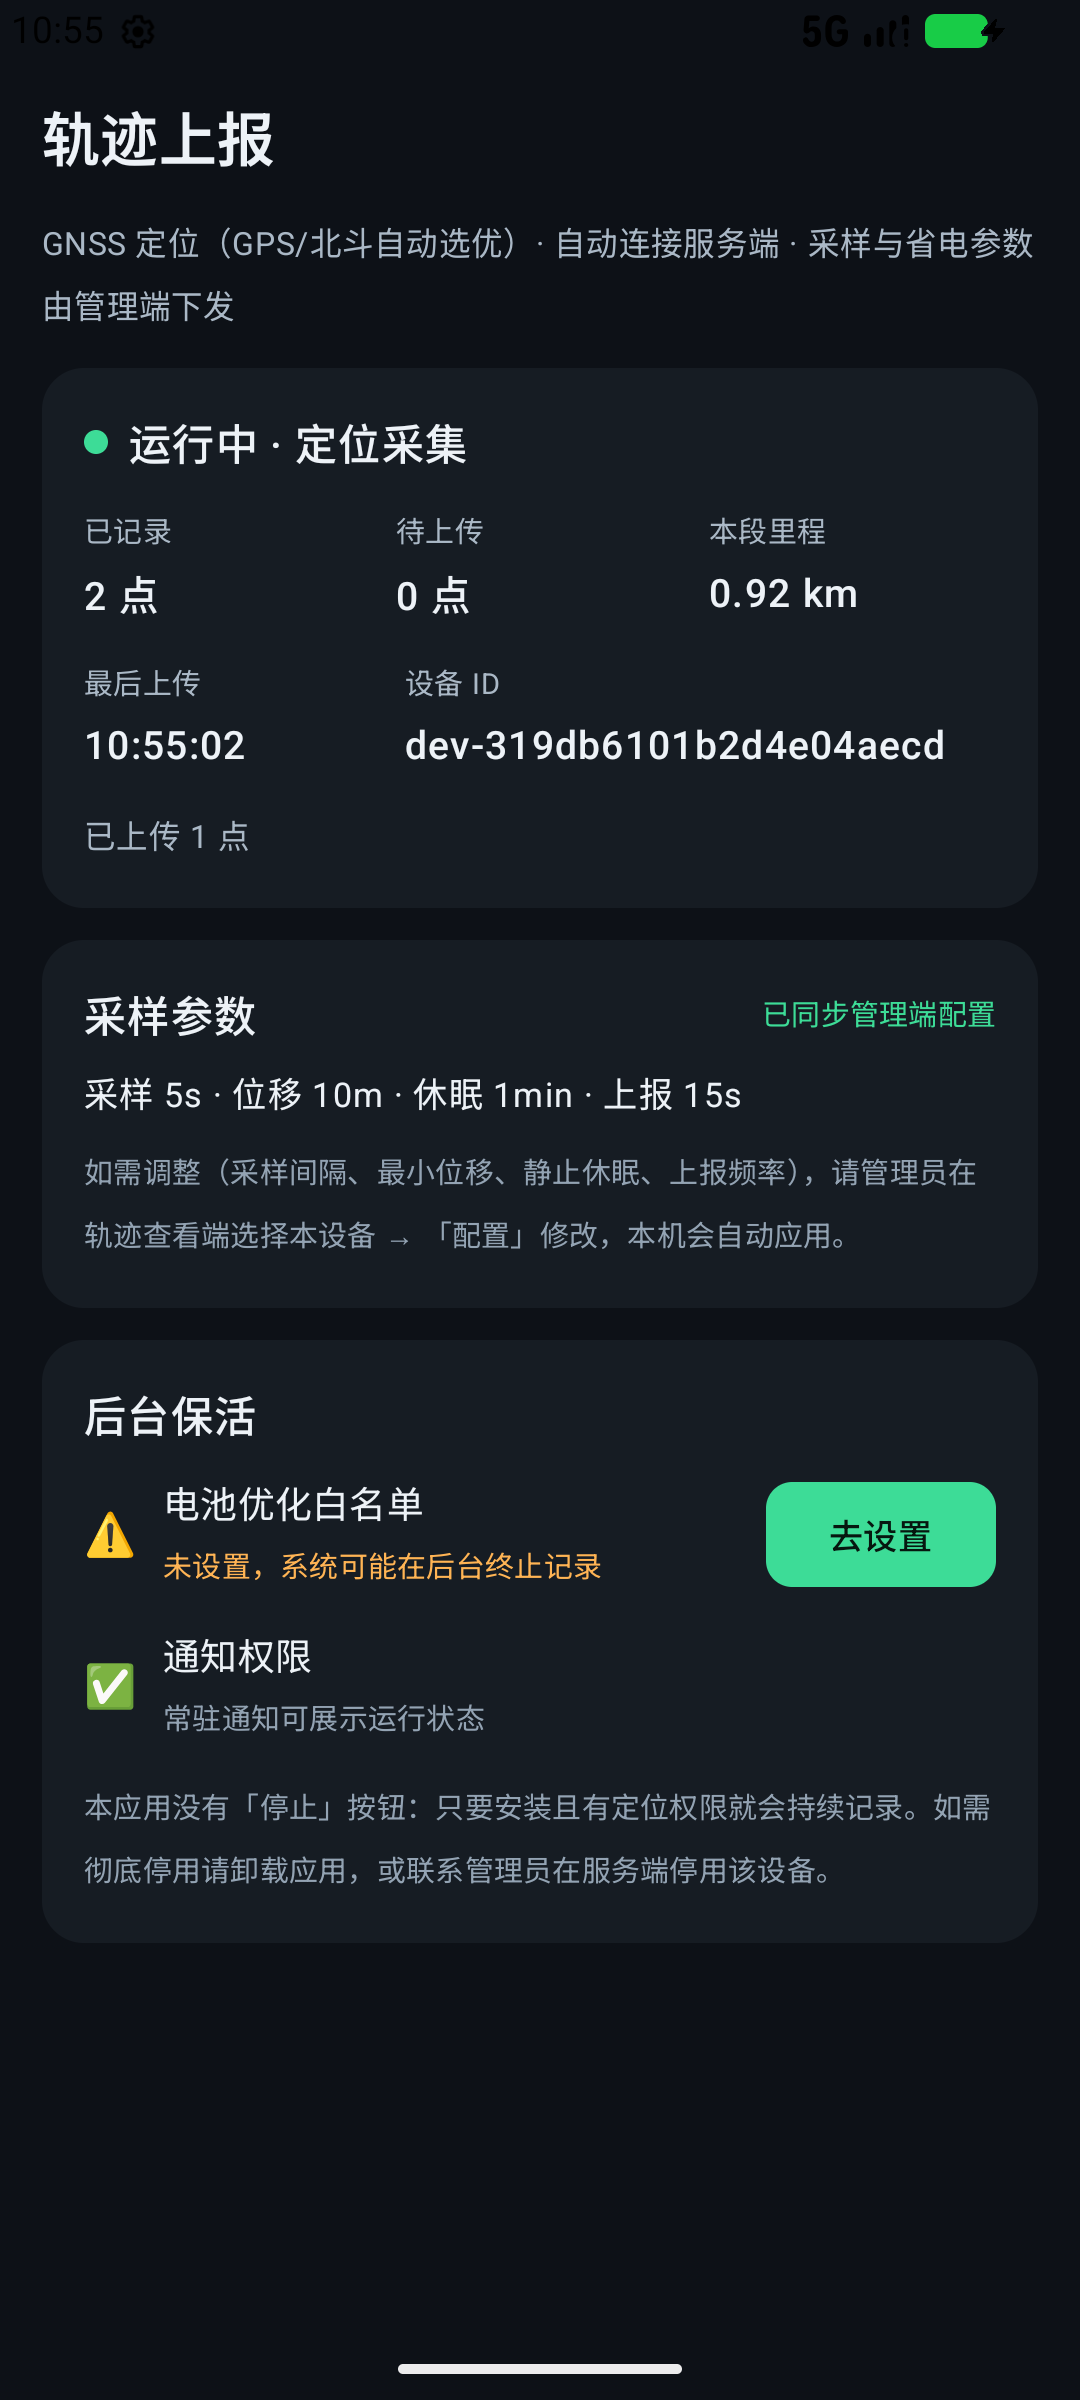 10:55
5G
轨迹上报
GNSS 定位（GPS/北斗自动选优）· 自动连接服务端 · 采样与省电参数
由管理端下发
运行中 · 定位采集
已记录 待上传 本段里程
2 点 0 点 0.92 km
最后上传 设备 ID
10:55:02 dev-319db6101b2d4e04aecd
已上传 1 点
采样参数 已同步管理端配置
采样 5s · 位移 10m · 休眠 1min · 上报 15s
如需调整（采样间隔、最小位移、静止休眠、上报频率），请管理员在
轨迹查看端选择本设备 → 「配置」修改，本机会自动应用。
后台保活
电池优化白名单
未设置，系统可能在后台终止记录
去设置
通知权限
常驻通知可展示运行状态
本应用没有「停止」按钮：只要安装且有定位权限就会持续记录。如需
彻底停用请卸载应用，或联系管理员在服务端停用该设备。